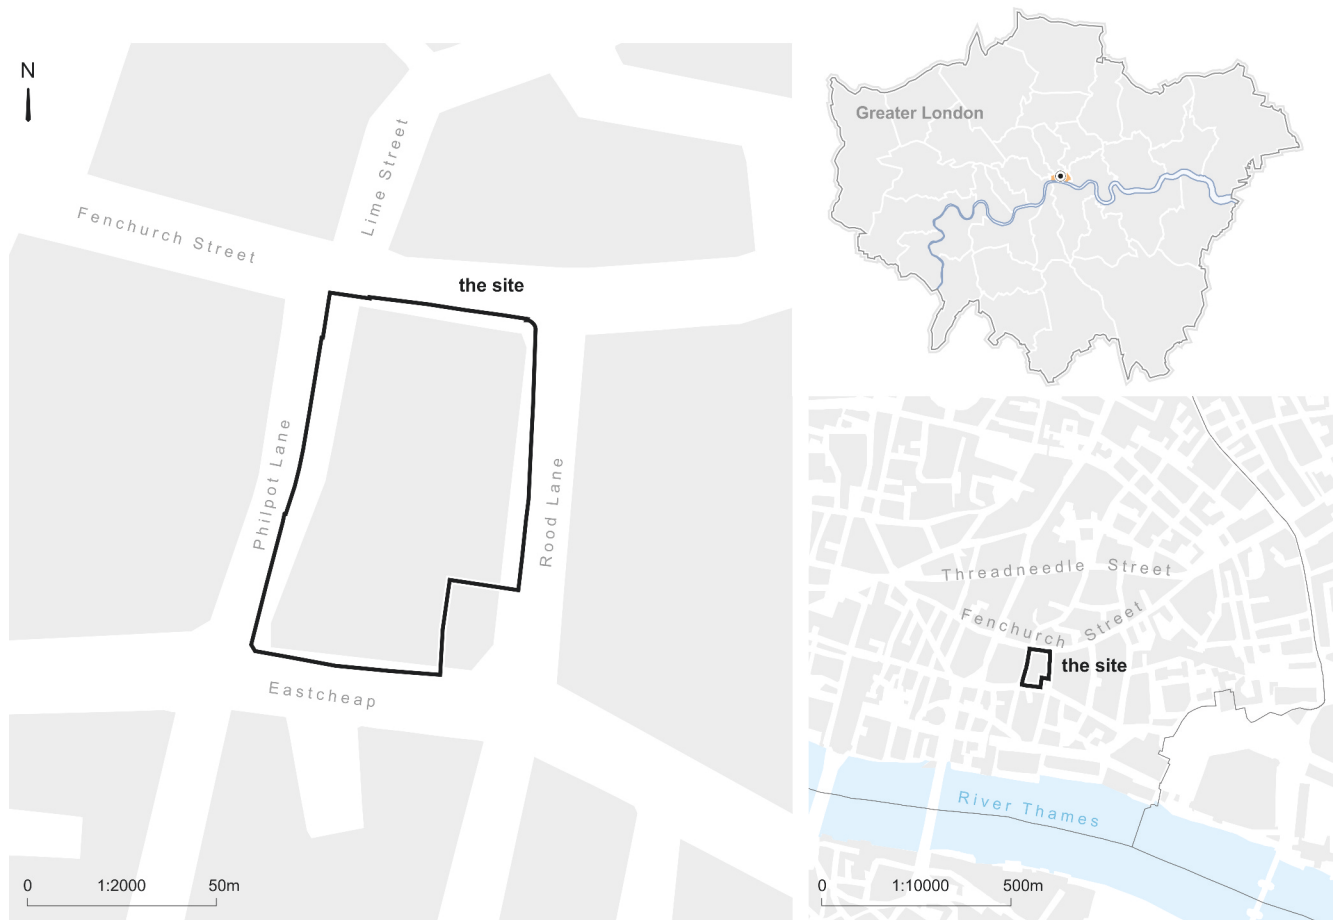 N
Fenchurch Street
Lime Street
the site
Philpot Lane
Rood Lane
Eastcheap
0 1:2000 50m
Greater London
Threadneedle Street
Fenchurch Street
the site
River Thames
0 1:10000 500m